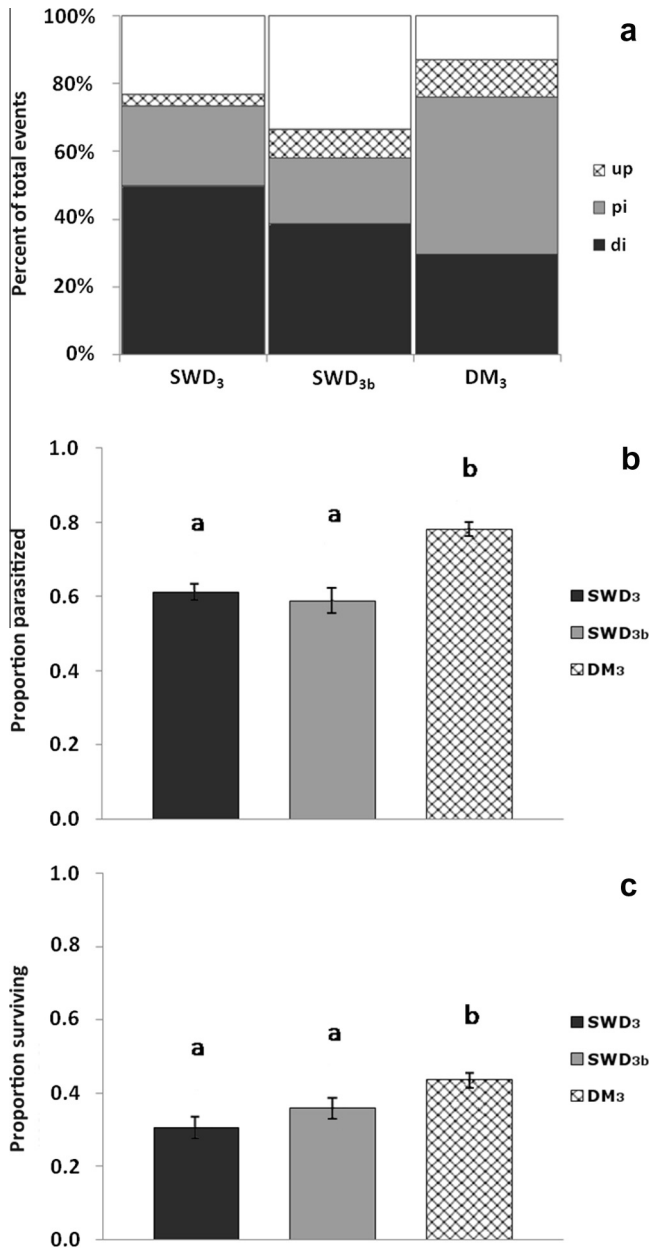 a
Percent of total events
100%
80%
60%
40%
20%
0%
SWD3 SWD3b DM3
up
pi
di
b
Proportion parasitized
1.0
0.8
0.6
0.4
0.2
0.0
a a b
SWD3
SWD3b
DM3
c
Proportion surviving
1.0
0.8
0.6
0.4
0.2
0.0
a a b
SWD3
SWD3b
DM3